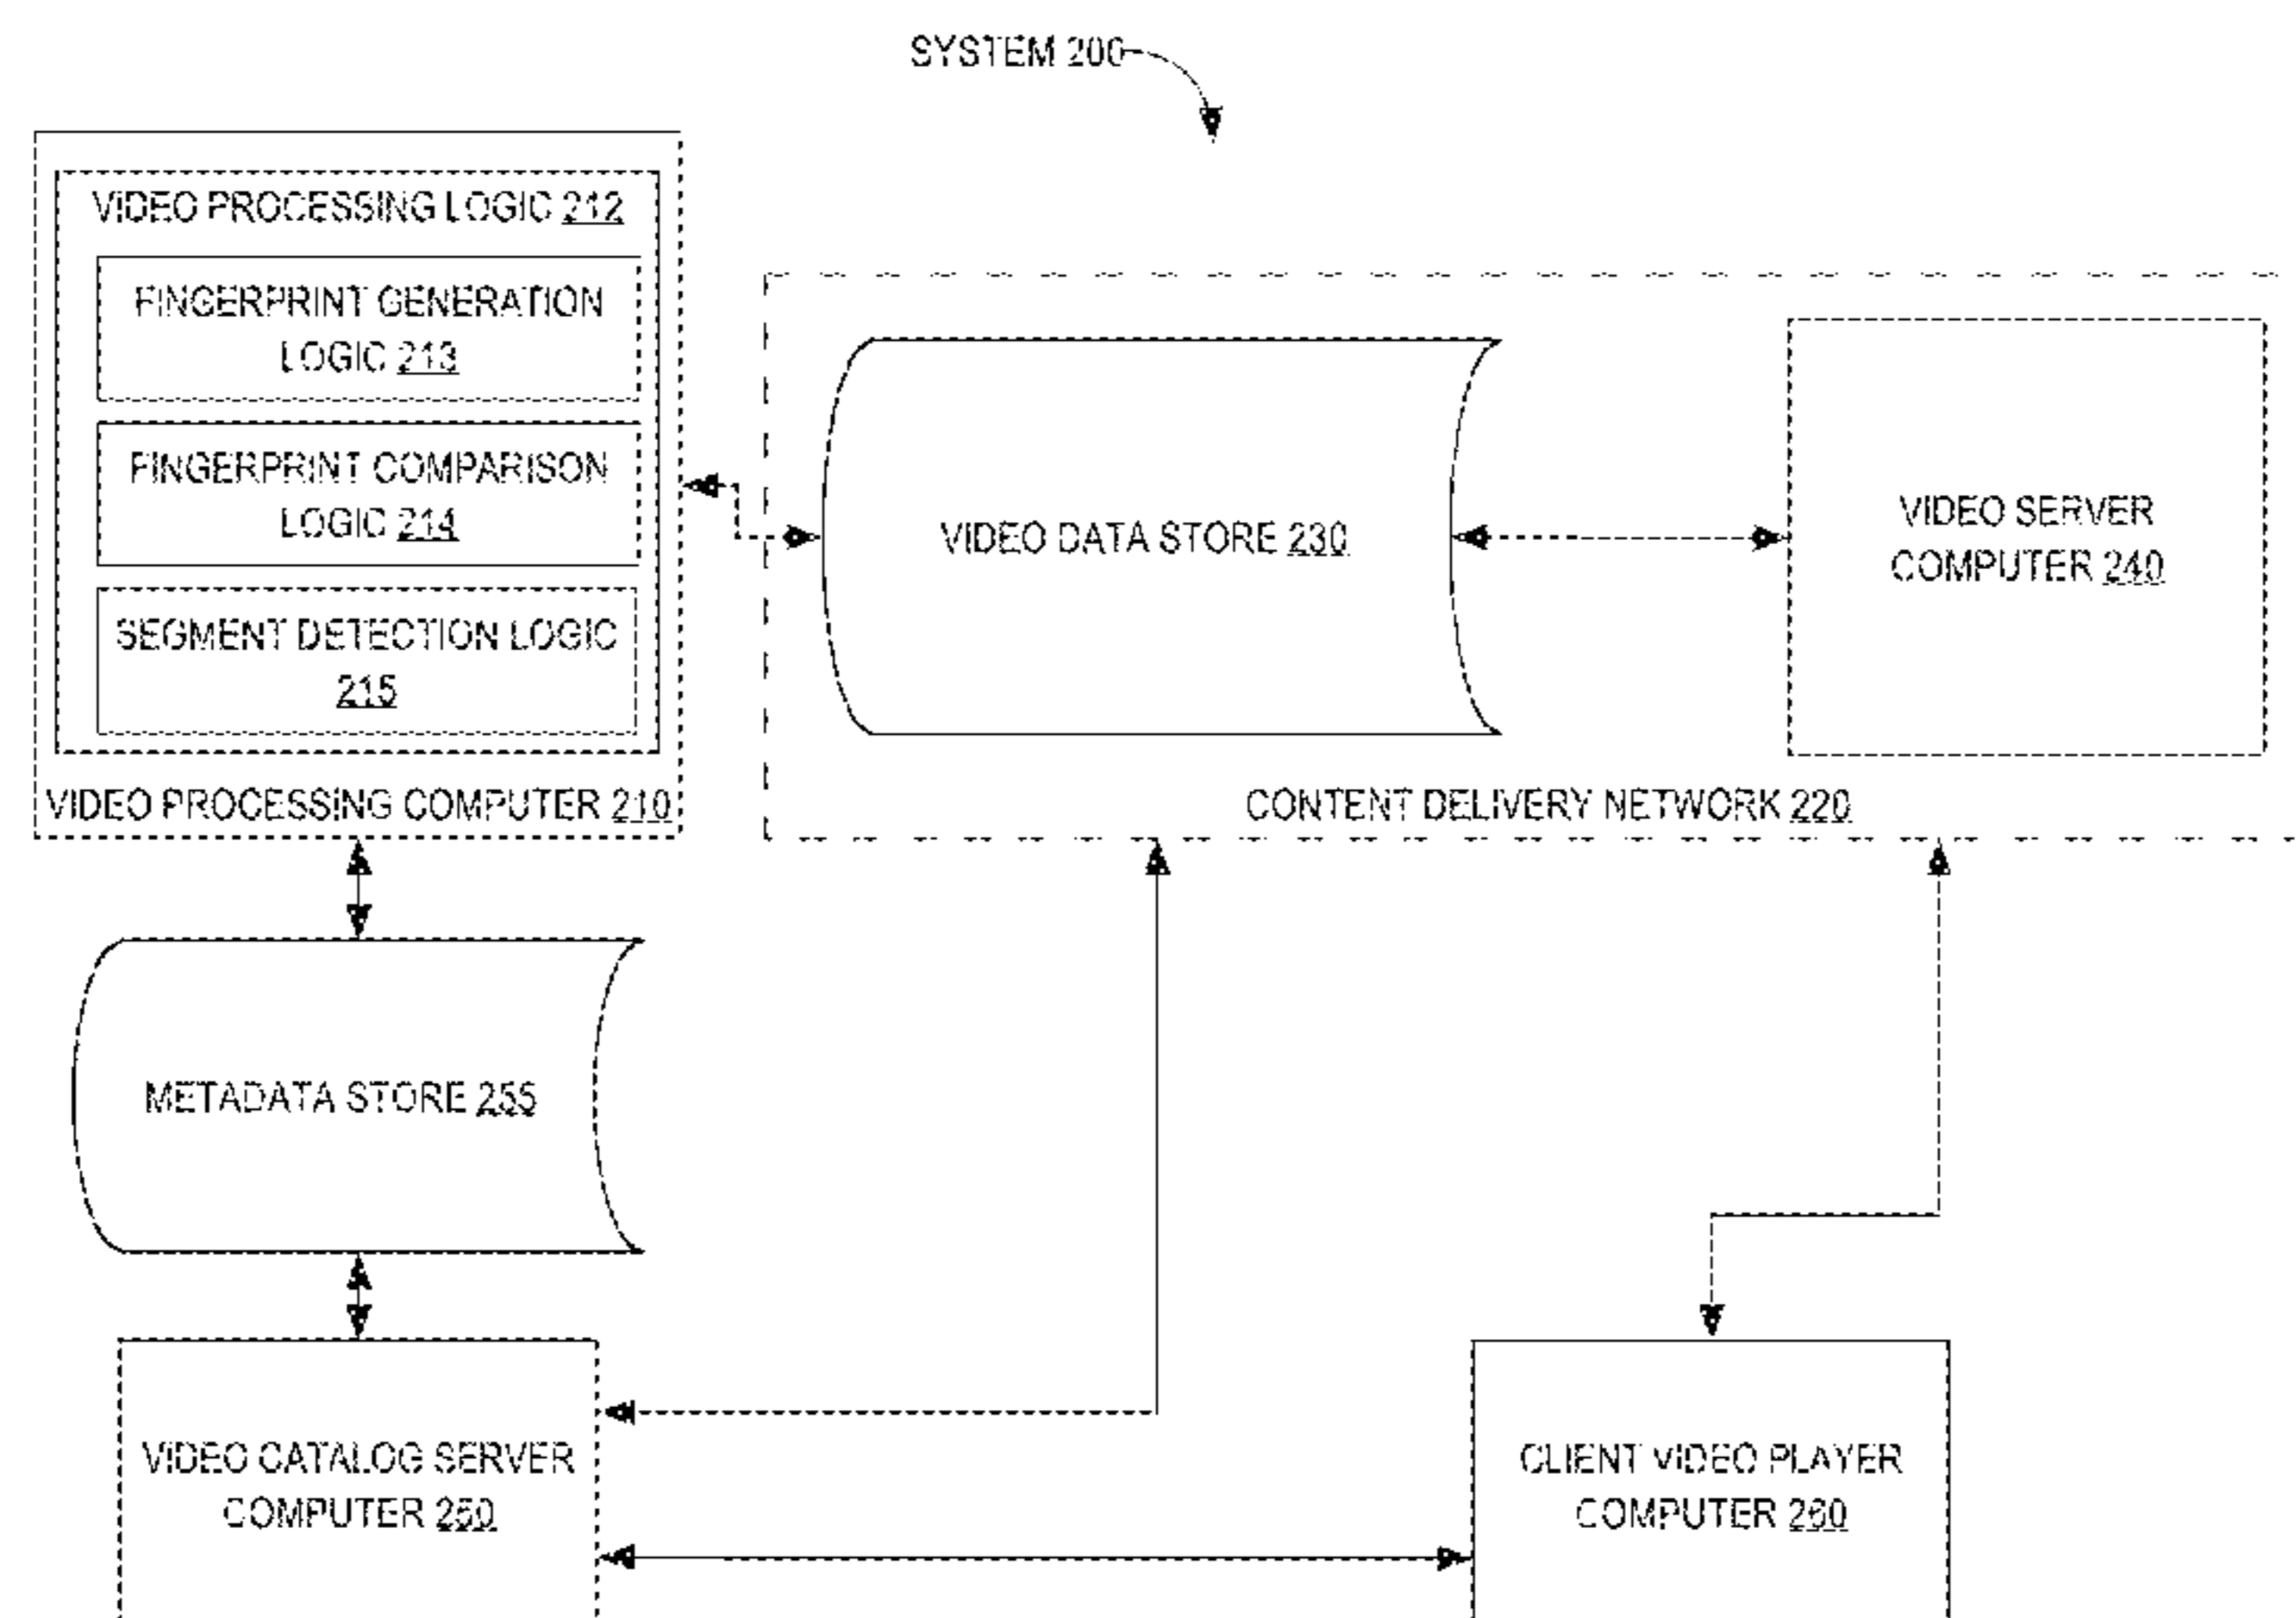 SYSTEM 200
VIDEO PROCESSING LOGIC 212
FINGERPRINT GENERATION
LOGIC 213
FINGERPRINT COMPARISON
LOGIC 214
SEGMENT DETECTION LOGIC
215
VIDEO PROCESSING COMPUTER 210
VIDEO DATA STORE 230
VIDEO SERVER
COMPUTER 240
CONTENT DELIVERY NETWORK 220
METADATA STORE 255
VIDEO CATALOG SERVER
COMPUTER 250
CLIENT VIDEO PLAYER
COMPUTER 260